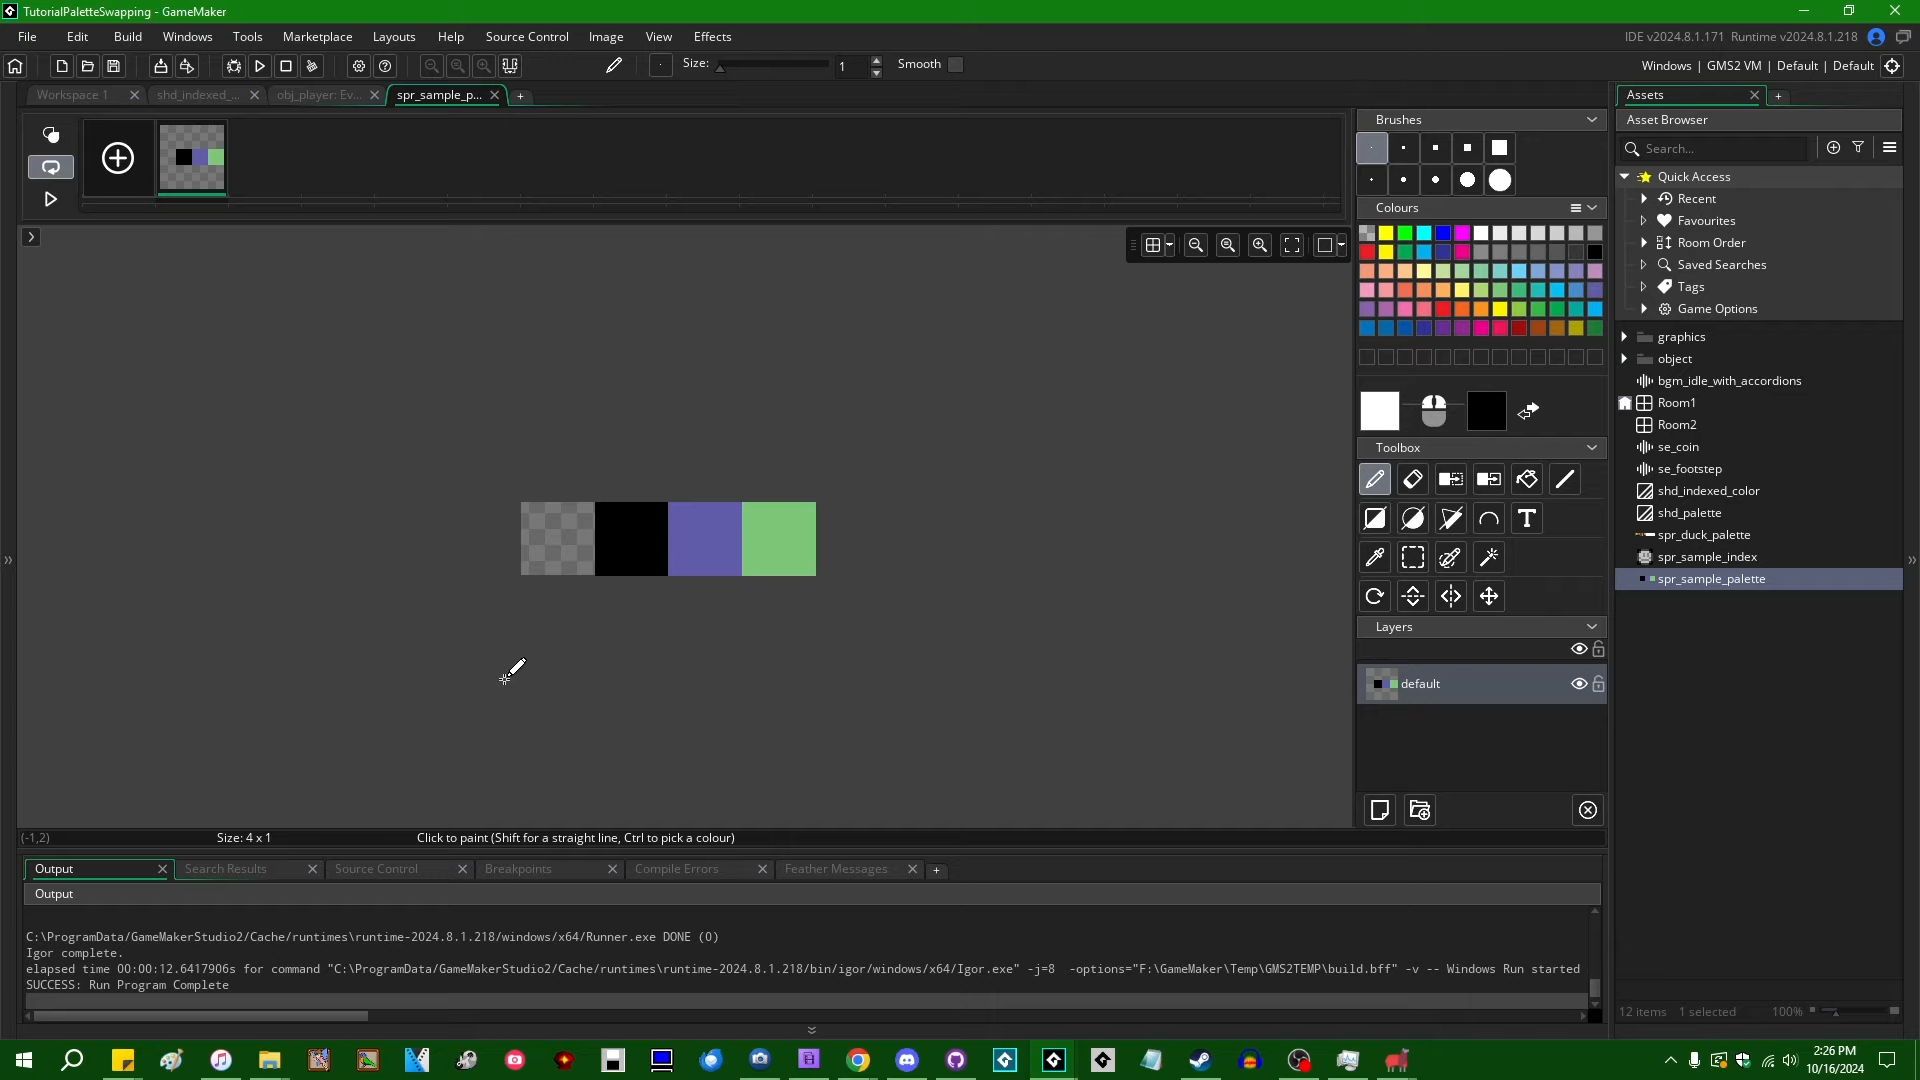 TutorialPaletteSwapping - GameMaker
File Edit Build Windows Tools Marketplace Layouts Help Source Control Image View Effects
IDE v2024.8.1.171 Runtime v2024.8.1.218
Size: 1 Smooth
Windows | GMS2 VM | Default | Default
Workspace 1 shd_indexed_... obj_player: Ev... spr_sample_p...
Assets
Asset Browser
Search...
Quick Access
Recent
Favourites
Room Order
Saved Searches
Tags
Game Options
graphics
object
bgm_idle_with_accordions
Room1
Room2
se_coin
se_footstep
shd_indexed_color
shd_palette
spr_duck_palette
spr_sample_index
spr_sample_palette
12 items 1 selected 100%
Brushes
Colours
Toolbox
T
Layers
default
(-1,2) Size: 4 x 1 Click to paint (Shift for a straight line, Ctrl to pick a colour)
Output Search Results Source Control Breakpoints Compile Errors Feather Messages
Output
C:\ProgramData/GameMakerStudio2/Cache/runtimes\runtime-2024.8.1.218/windows/x64/Runner.exe DONE (0)
Igor complete.
elapsed time 00:00:12.6417906s for command "C:\ProgramData/GameMakerStudio2/Cache/runtimes\runtime-2024.8.1.218/bin/igor/windows/x64/Igor.exe" -j=8 -options="F:\GameMaker\Temp\GMS2TEMP\build.bff" -v -- Windows Run started
SUCCESS: Run Program Complete
2:26 PM
10/16/2024